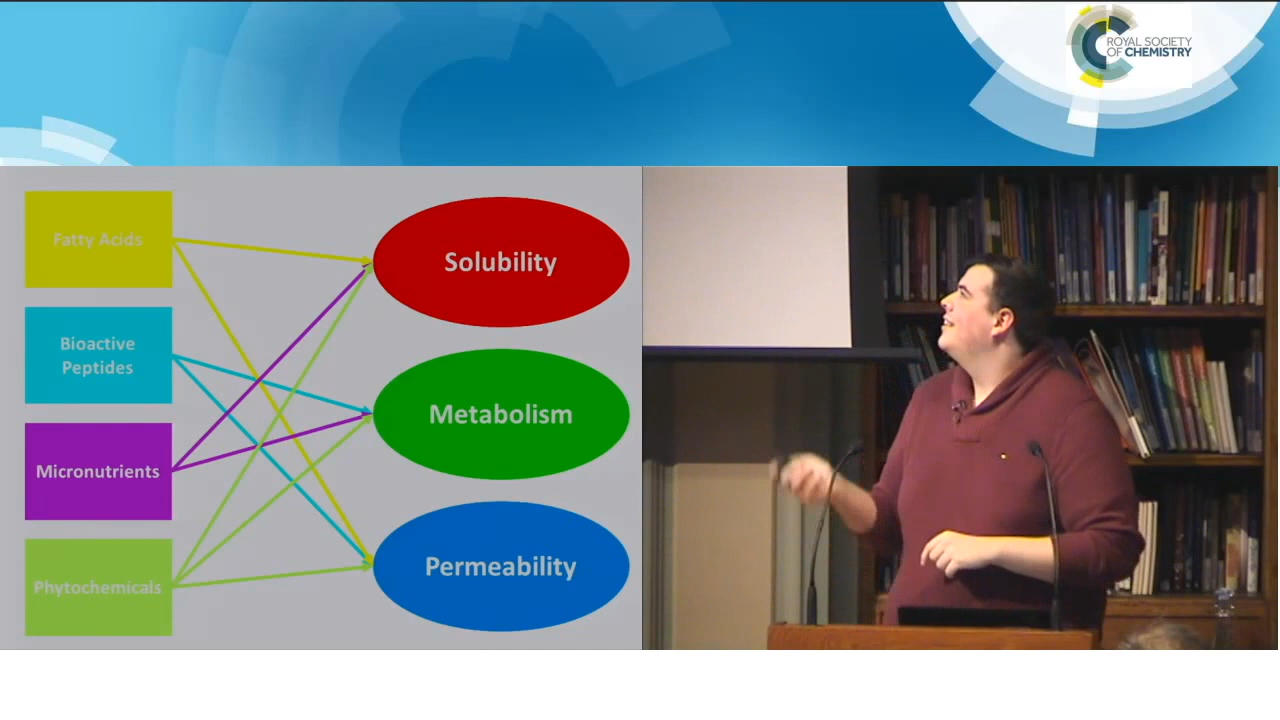 ROYAL SOCIETY
OF CHEMISTRY
Fatty Acids
Bioactive
Peptides
Micronutrients
Phytochemicals
Solubility
Metabolism
Permeability